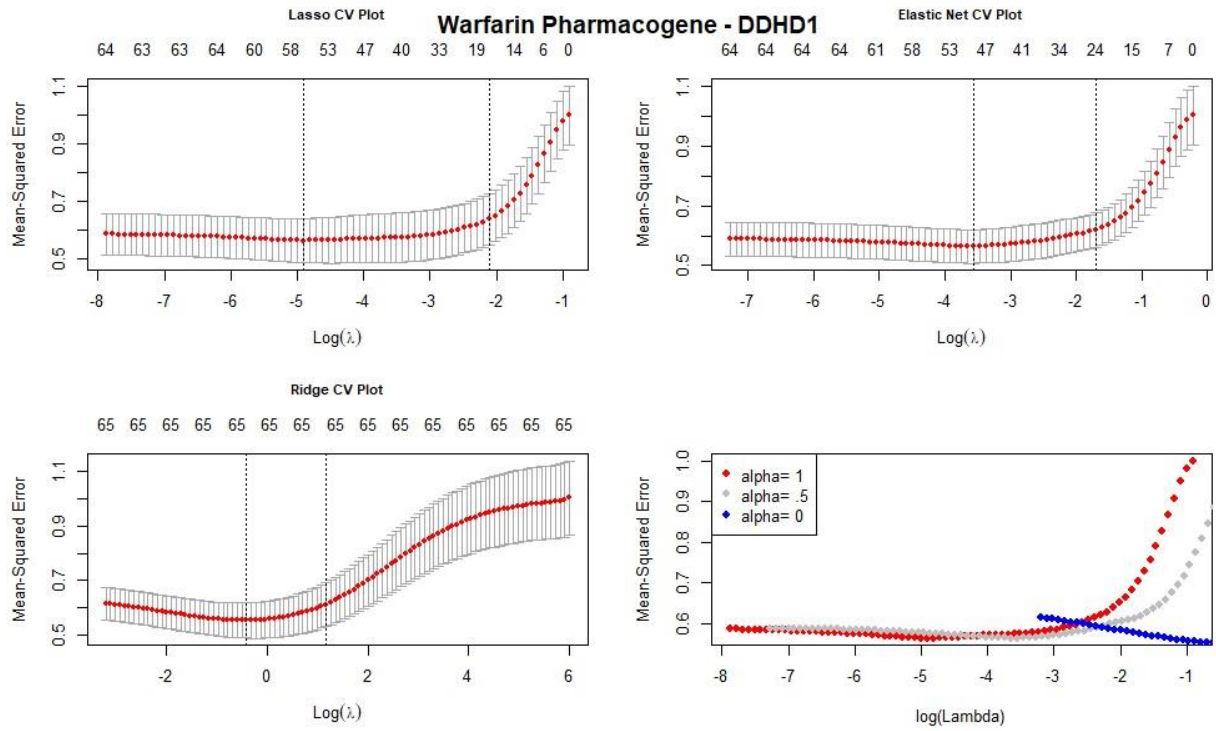 Warfarin Pharmacogene - DDHD1
Lasso CV Plot
64 63 63 64 60 58 53 47 40 33 19 14 6 0
Mean-Squared Error
0.5 0.7 0.9 1.1
-8 -7 -6 -5 -4 -3 -2 -1
Log(λ)
Elastic Net CV Plot
64 64 64 64 61 58 53 47 41 34 24 15 7 0
Mean-Squared Error
0.5 0.7 0.9 1.1
-7 -6 -5 -4 -3 -2 -1 0
Log(λ)
Ridge CV Plot
65 65 65 65 65 65 65 65 65 65 65 65 65 65
Mean-Squared Error
0.5 0.7 0.9 1.1
-2 0 2 4 6
Log(λ)
alpha= 1
alpha= .5
alpha= 0
Mean-Squared Error
0.6 0.7 0.8 0.9 1.0
-8 -7 -6 -5 -4 -3 -2 -1
log(Lambda)